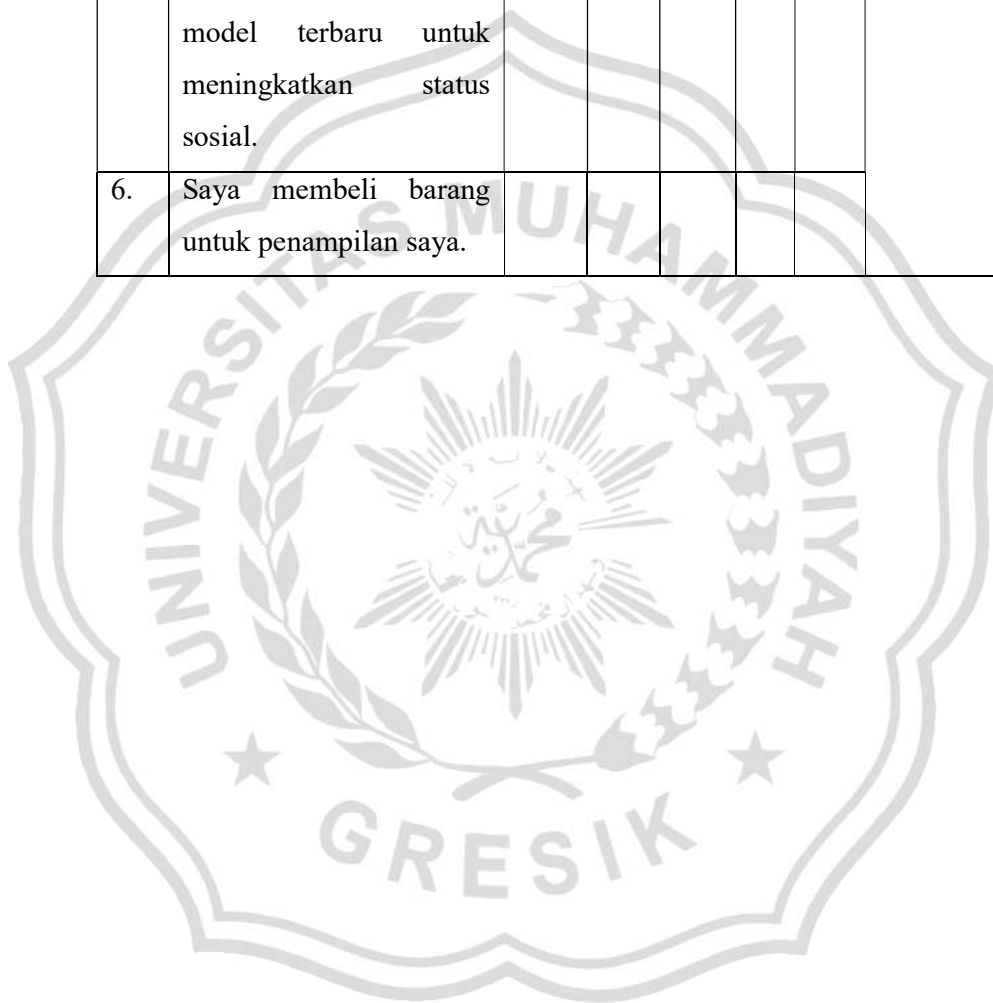 model terbaru untuk
meningkatkan status
sosial.
6. Saya membeli barang
untuk penampilan saya.
UNIVERSITAS MUHAMMADIYAH
GRESIK